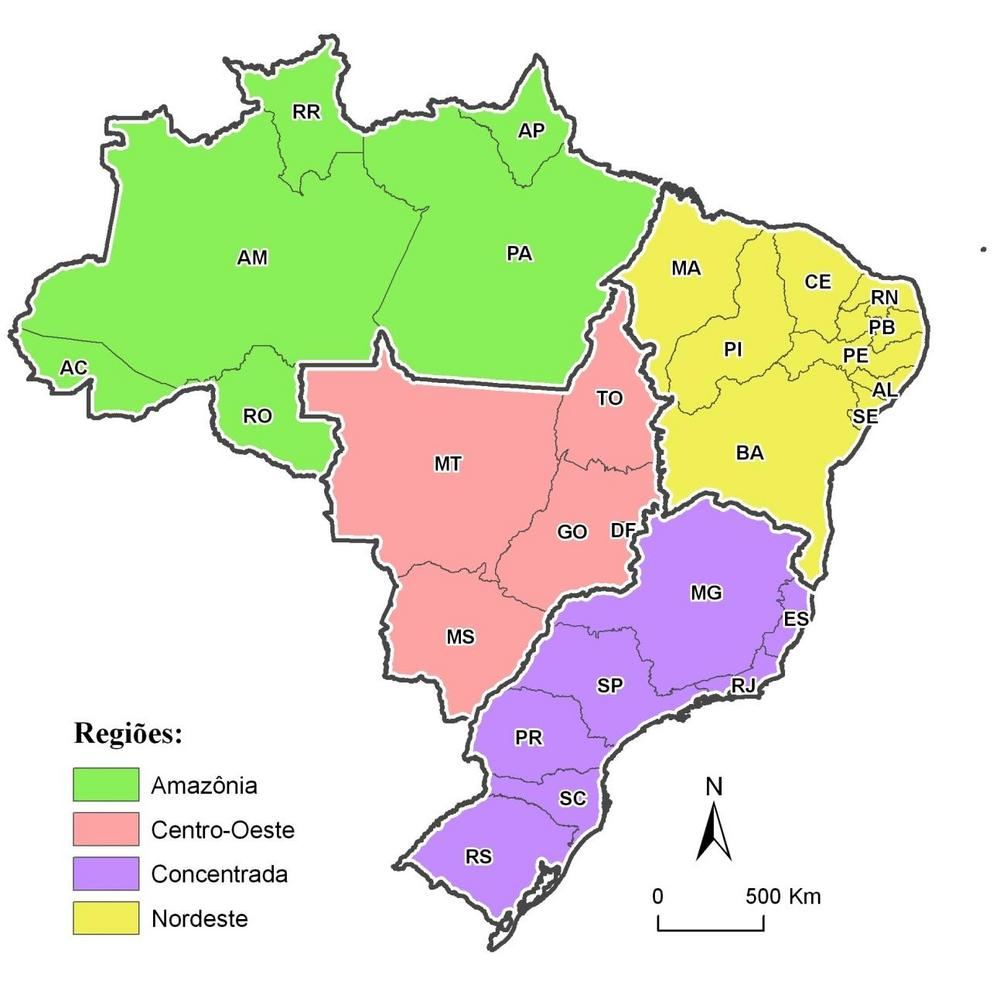 RR
AP
AM
PA
MA
CE
RN
PB
PI
PE
AC
AL
TO
RO
SE
BA
MT
GO
DF
MG
ES
MS
SP
RJ
PR
SC
RS
Regiões:
Amazônia
Centro-Oeste
Concentrada
Nordeste
N
0 500 Km